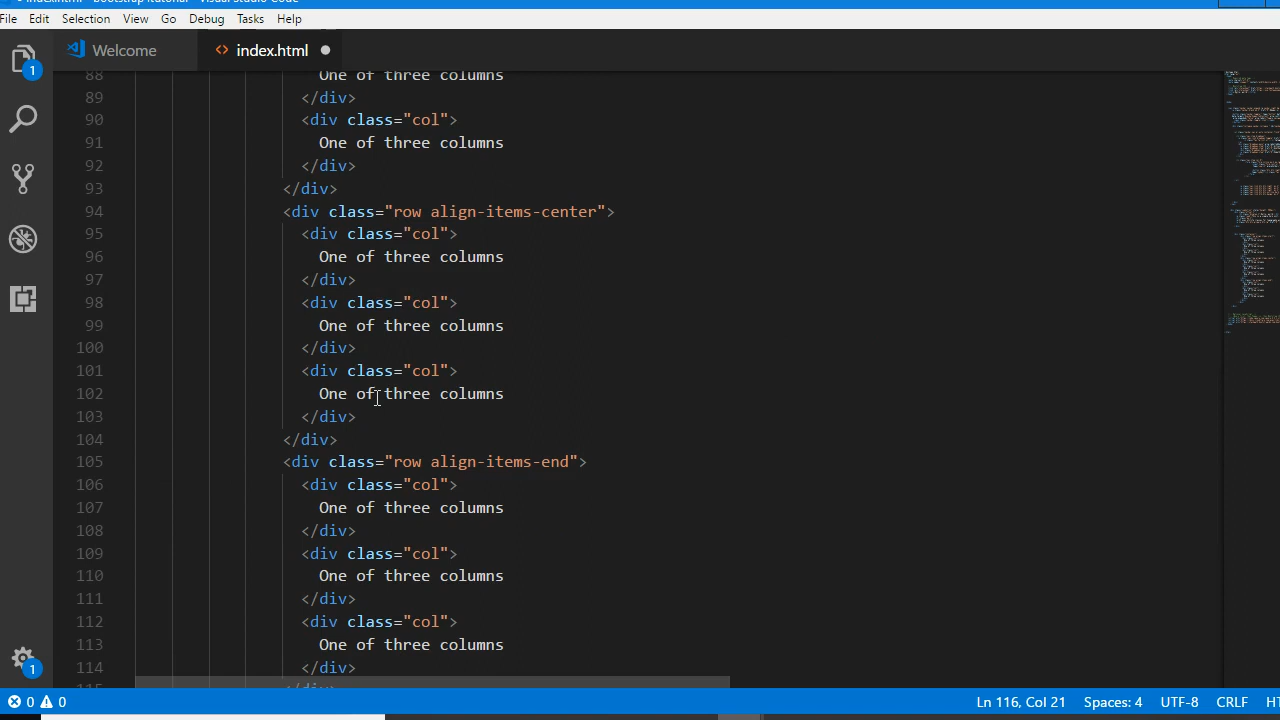 index.html - bootstrap tutorial - Visual Studio Code
File Edit Selection View Go Debug Tasks Help
1 Welcome <> index.html
88 One of three columns
89 </div>
90 <div class="col">
91 One of three columns
92 </div>
93 </div>
94 <div class="row align-items-center">
95 <div class="col">
96 One of three columns
97 </div>
98 <div class="col">
99 One of three columns
100 </div>
101 <div class="col">
102 One of three columns
103 </div>
104 </div>
105 <div class="row align-items-end">
106 <div class="col">
107 One of three columns
108 </div>
109 <div class="col">
110 One of three columns
111 </div>
112 <div class="col">
113 One of three columns
114 </div>
115 </div>
1
0 0 Ln 116, Col 21 Spaces: 4 UTF-8 CRLF HT